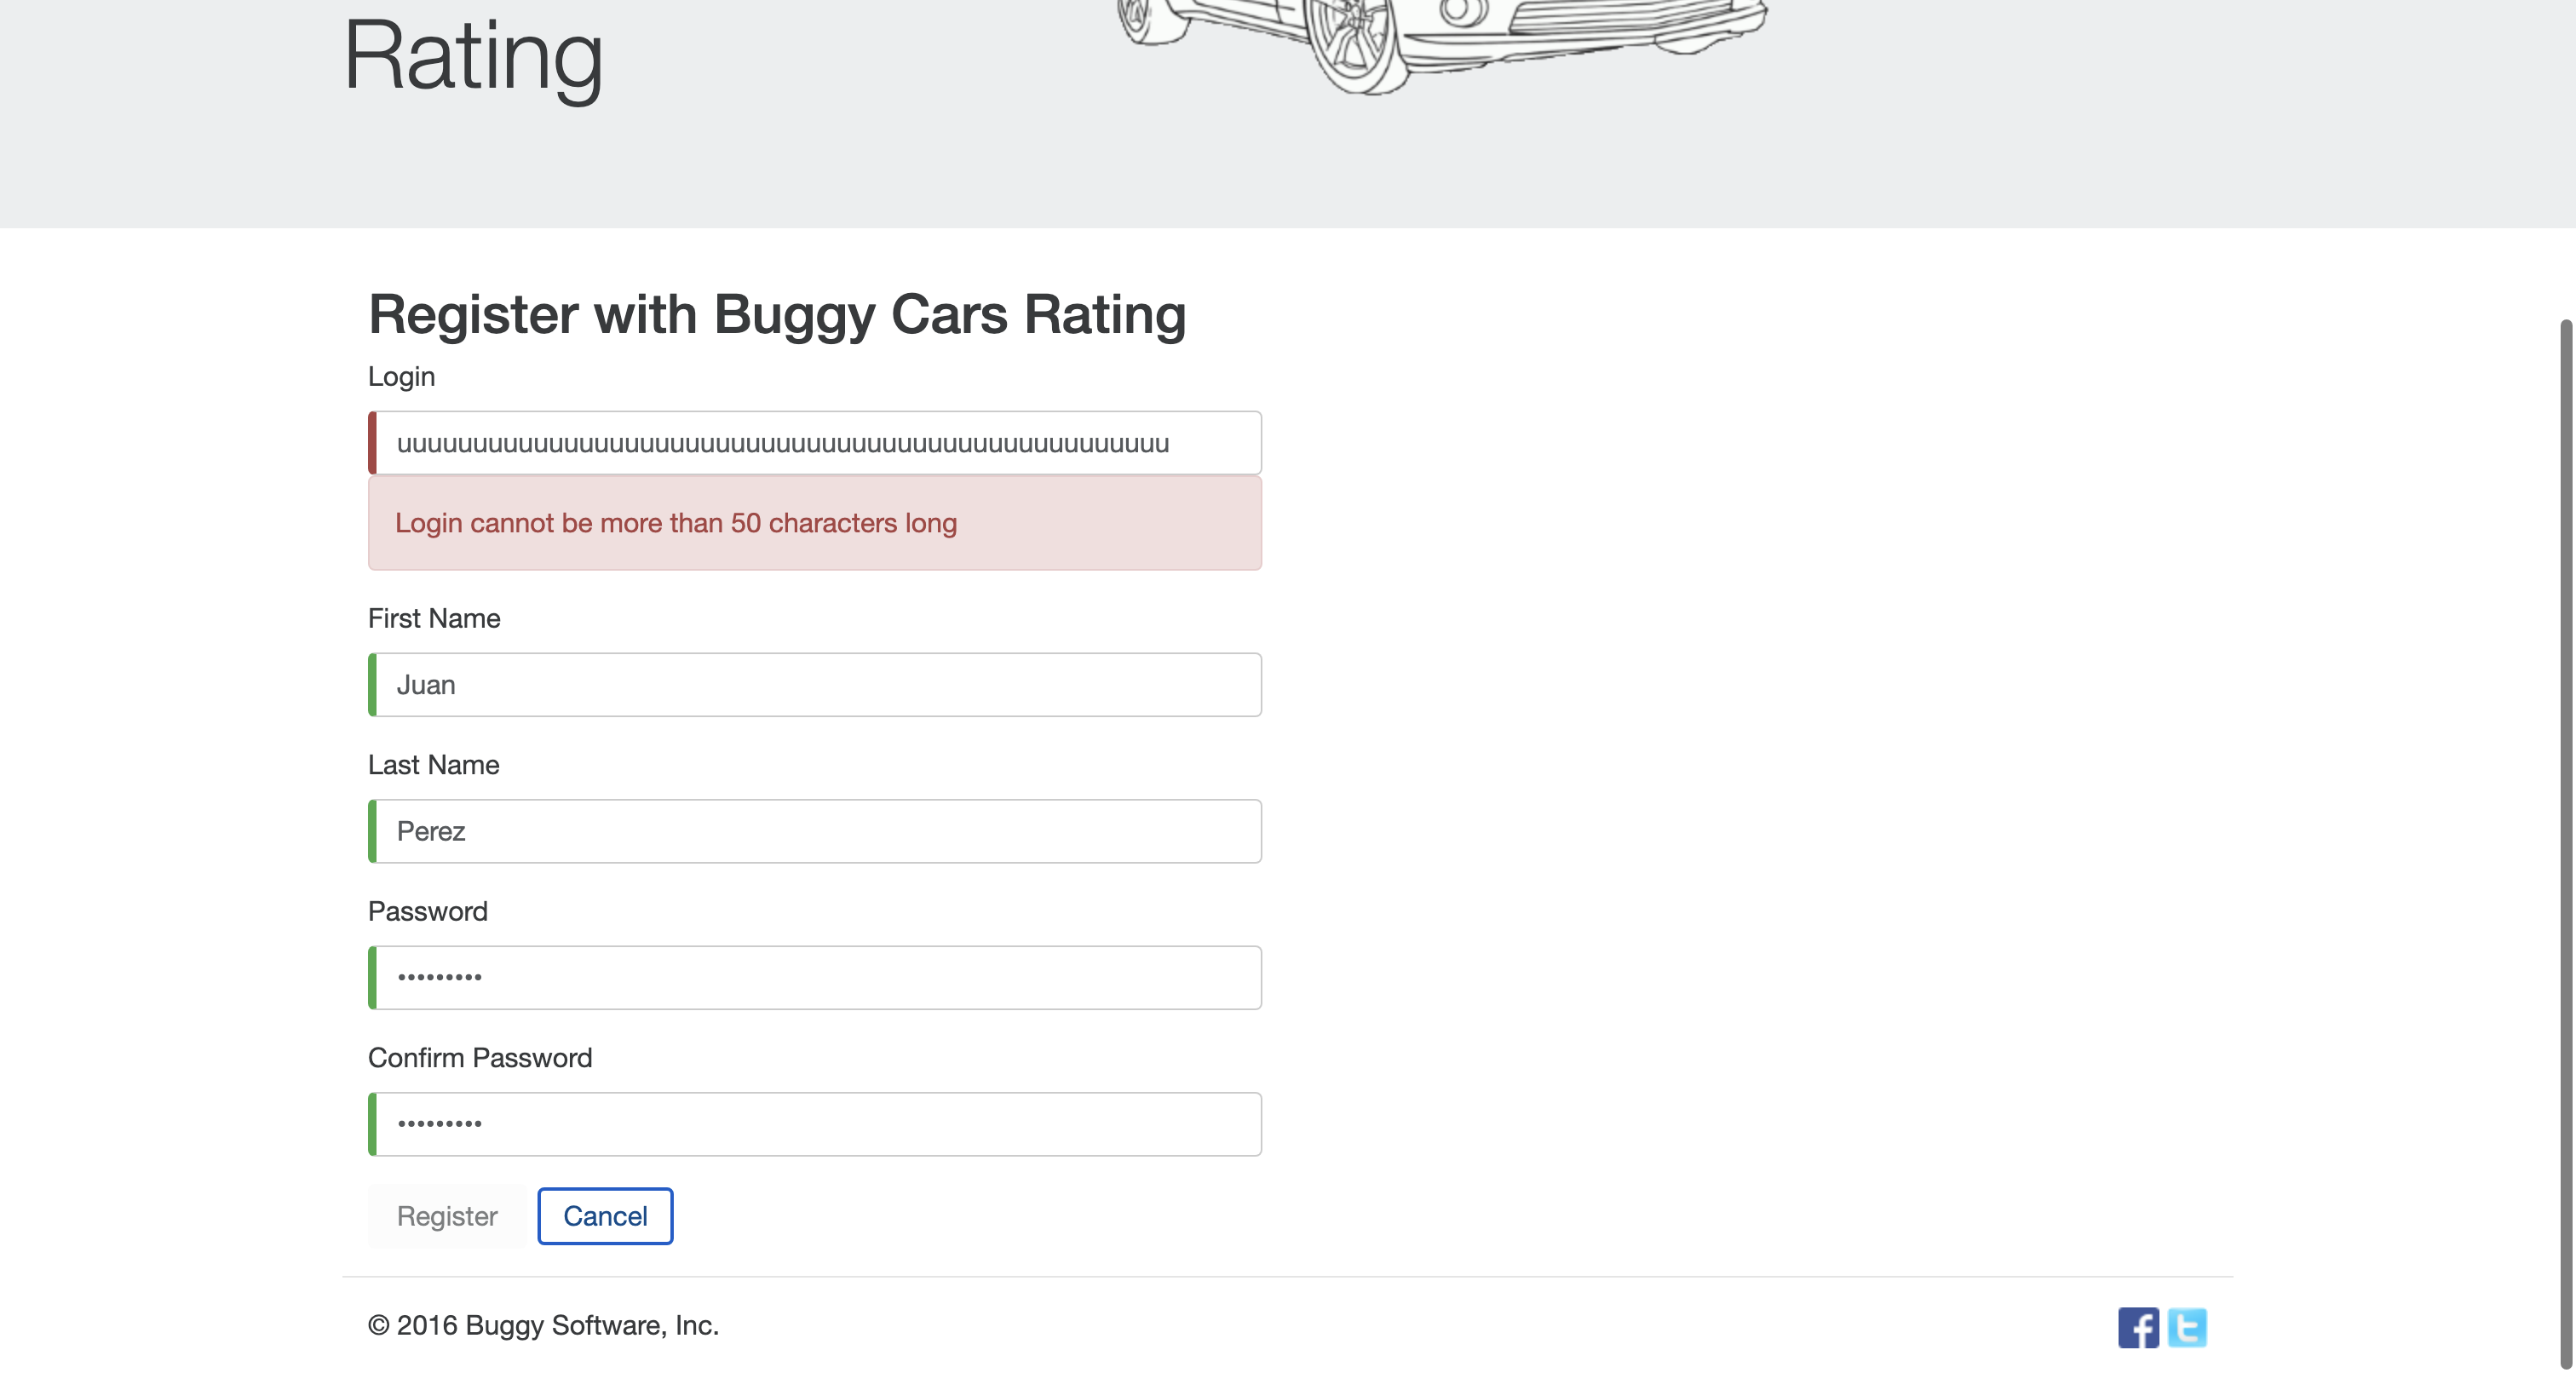 Rating
Register with Buggy Cars Rating
Login
uuuuuuuuuuuuuuuuuuuuuuuuuuuuuuuuuuuuuuuuuuuuuuuuuuu
Login cannot be more than 50 characters long
First Name
Juan
Last Name
Perez
Password
•••••••••
Confirm Password
•••••••••
Register Cancel
© 2016 Buggy Software, Inc.